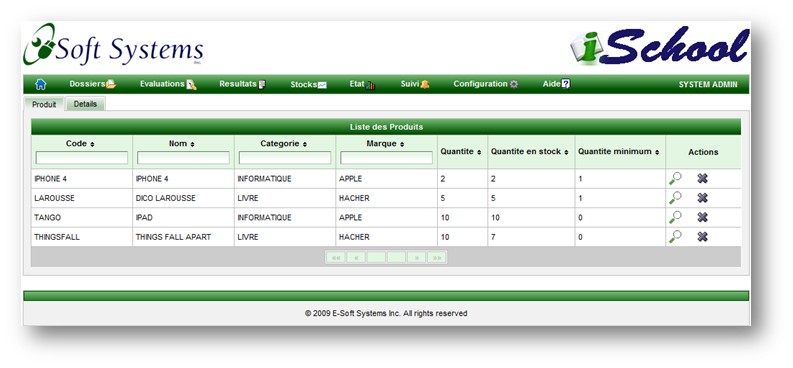 eSoft Systems Inc.
iSchool
Dossiers Evaluations Resultats Stocks Etat Suivi Configuration Aide SYSTEM ADMIN
Produit Details
Liste des Produits
Code Nom Categorie Marque Quantite Quantite en stock Quantite minimum Actions
IPHONE 4 IPHONE 4 INFORMATIQUE APPLE 2 2 1
LAROUSSE DICO LAROUSSE LIVRE HACHER 5 5 1
TANGO IPAD INFORMATIQUE APPLE 10 10 0
THINGSFALL THINGS FALL APART LIVRE HACHER 10 7 0
«« « » »»
© 2009 E-Soft Systems Inc. All rights reserved